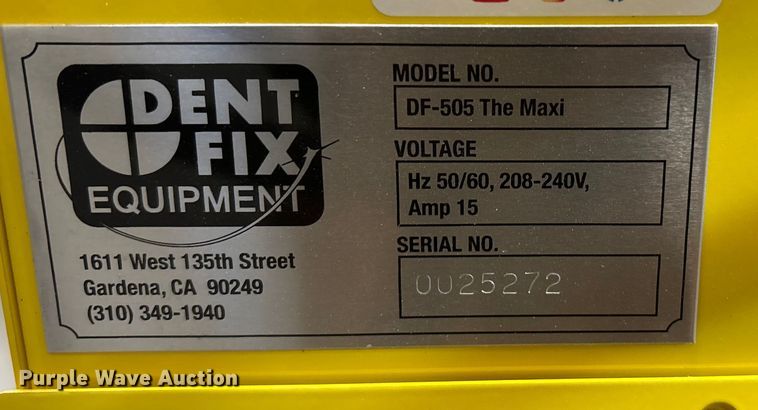 DENT
FIX
EQUIPMENT
1611 West 135th Street
Gardena, CA 90249
(310) 349-1940
MODEL NO.
DF-505 The Maxi
VOLTAGE
Hz 50/60, 208-240V,
Amp 15
SERIAL NO.
0025272
Purple Wave Auction